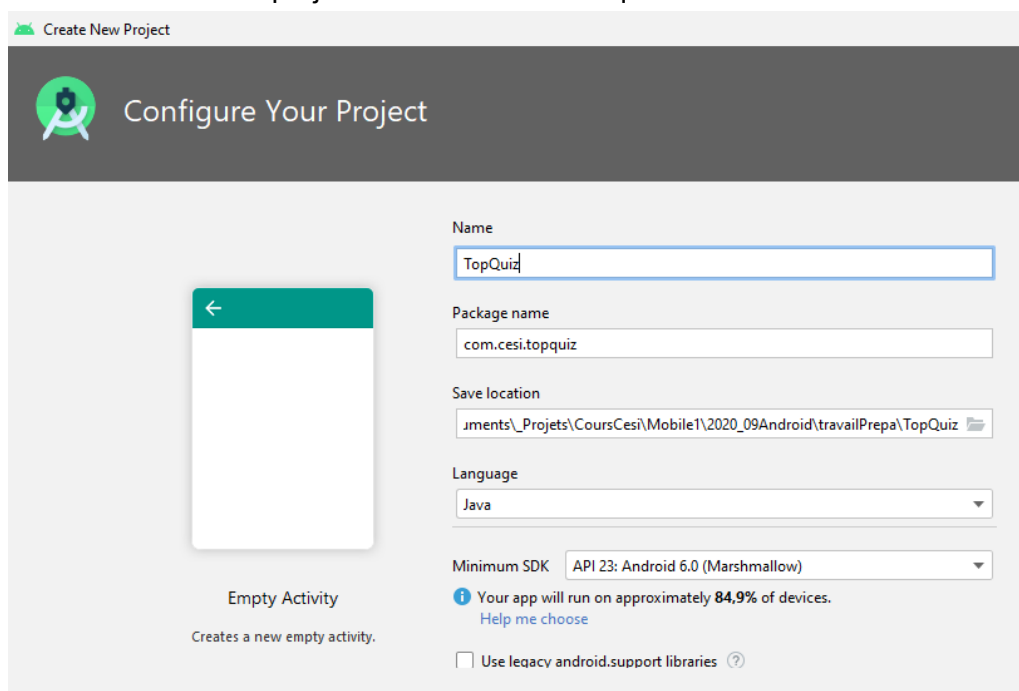 Create New Project
Configure Your Project
Name
TopQuiz
Package name
com.cesi.topquiz
Save location
uments\_Projets\CoursCesi\Mobile1\2020_09Android\travailPrepa\TopQuiz
Language
Java
Minimum SDK API 23: Android 6.0 (Marshmallow)
Your app will run on approximately 84,9% of devices.
Help me choose
Use legacy android.support libraries
Empty Activity
Creates a new empty activity.